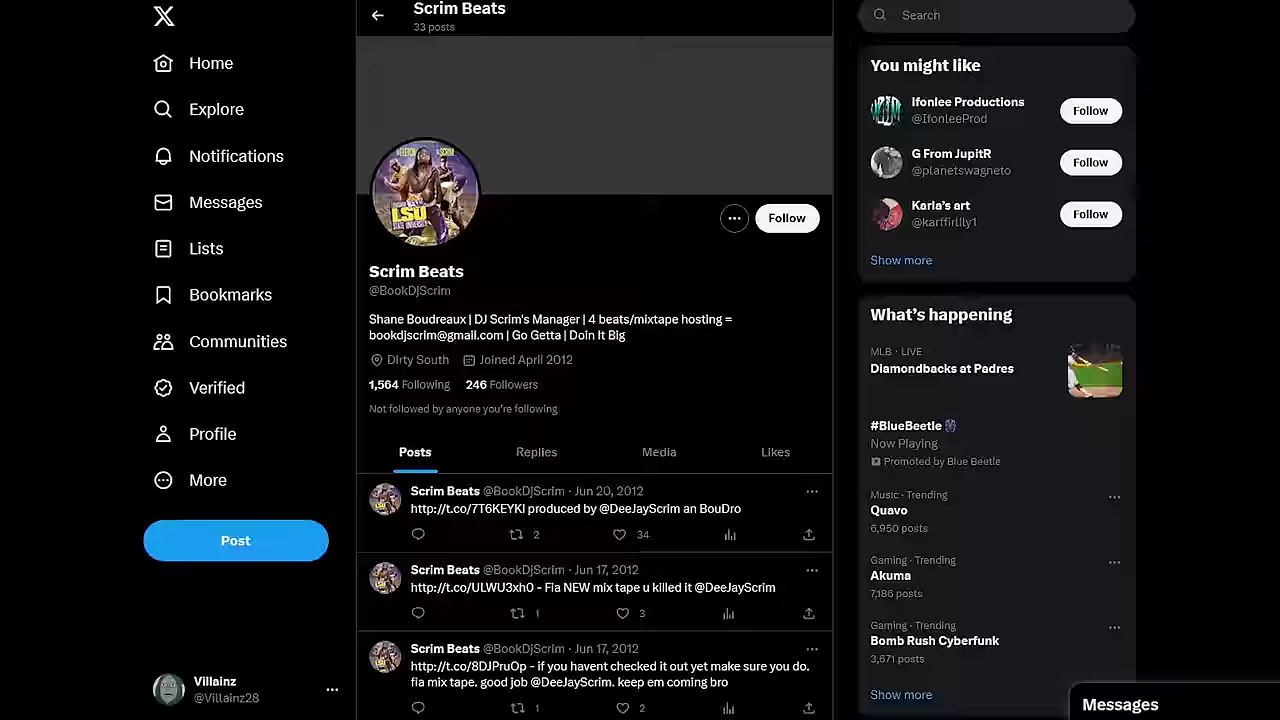 Home
Explore
Notifications
Messages
Lists
Bookmarks
Communities
Verified
Profile
More
Post
Villainz
@Villainz28
Scrim Beats
33 posts
LSU
STATE UNIVERSITY
Follow
Scrim Beats
@BookDjScrim
Shane Boudreaux | DJ Scrim's Manager | 4 beats/mixtape hosting =
bookdjscrim@gmail.com | Go Getta | Doin It Big
Dirty South Joined April 2012
1,564 Following 246 Followers
Not followed by anyone you're following
Posts Replies Media Likes
Scrim Beats @BookDjScrim · Jun 20, 2012
http://t.co/7T6KEYKI produced by @DeeJayScrim an BouDro
2 34
Scrim Beats @BookDjScrim · Jun 17, 2012
http://t.co/ULWU3xh0 - Fia NEW mix tape u killed it @DeeJayScrim
1 3
Scrim Beats @BookDjScrim · Jun 17, 2012
http://t.co/8DJPruOp - if you havent checked it out yet make sure you do.
fia mix tape. good job @DeeJayScrim. keep em coming bro
1 2
Search
You might like
Ifonlee Productions
@IfonleeProd
Follow
G From JupitR
@planetswagneto
Follow
Karla's art
Follow
Show more
What's happening
MLB · LIVE
Diamondbacks at Padres
#BlueBeetle
Now Playing
Promoted by Blue Beetle
Music · Trending
Quavo
6,950 posts
Gaming · Trending
Akuma
7,186 posts
Gaming · Trending
Bomb Rush Cyberfunk
3,671 posts
Show more
Messages